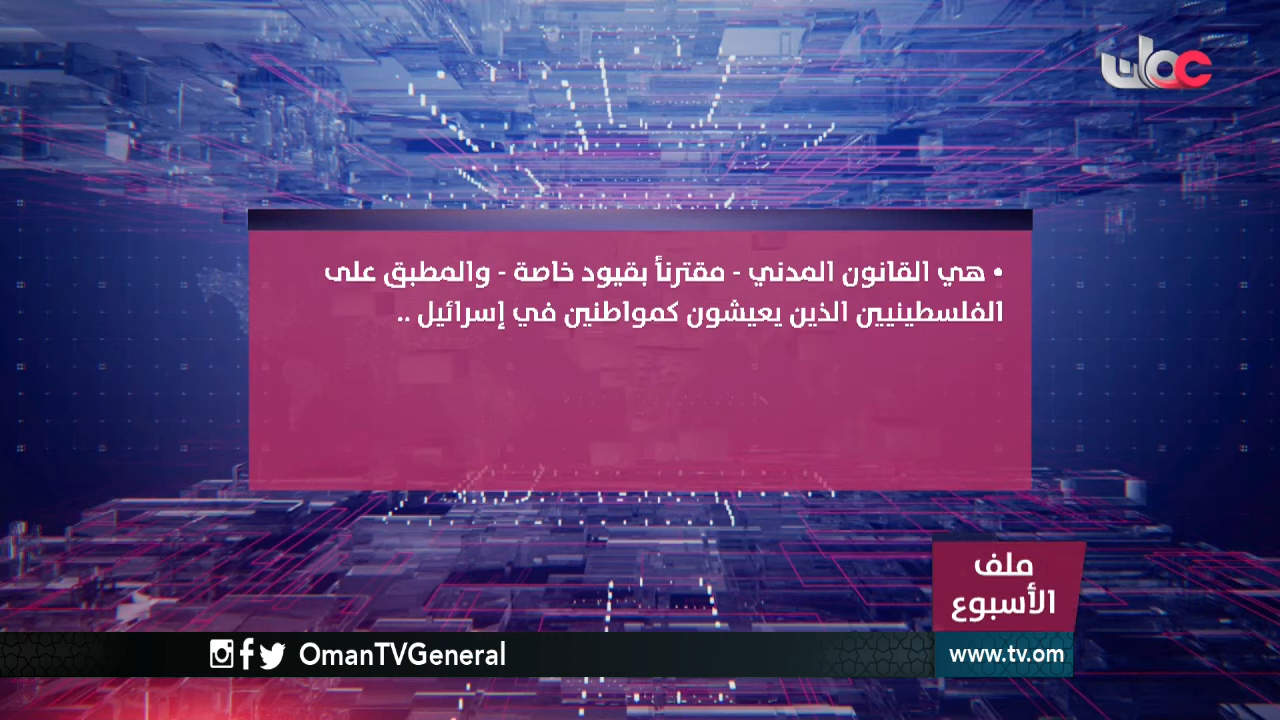 عمان
• هي القانون المدني - مقترناً بقيود خاصة - والمطبق على
الفلسطينيين الذين يعيشون كمواطنين في إسرائيل ..
ملف
الأسبوع
OmanTVGeneral
www.tv.om